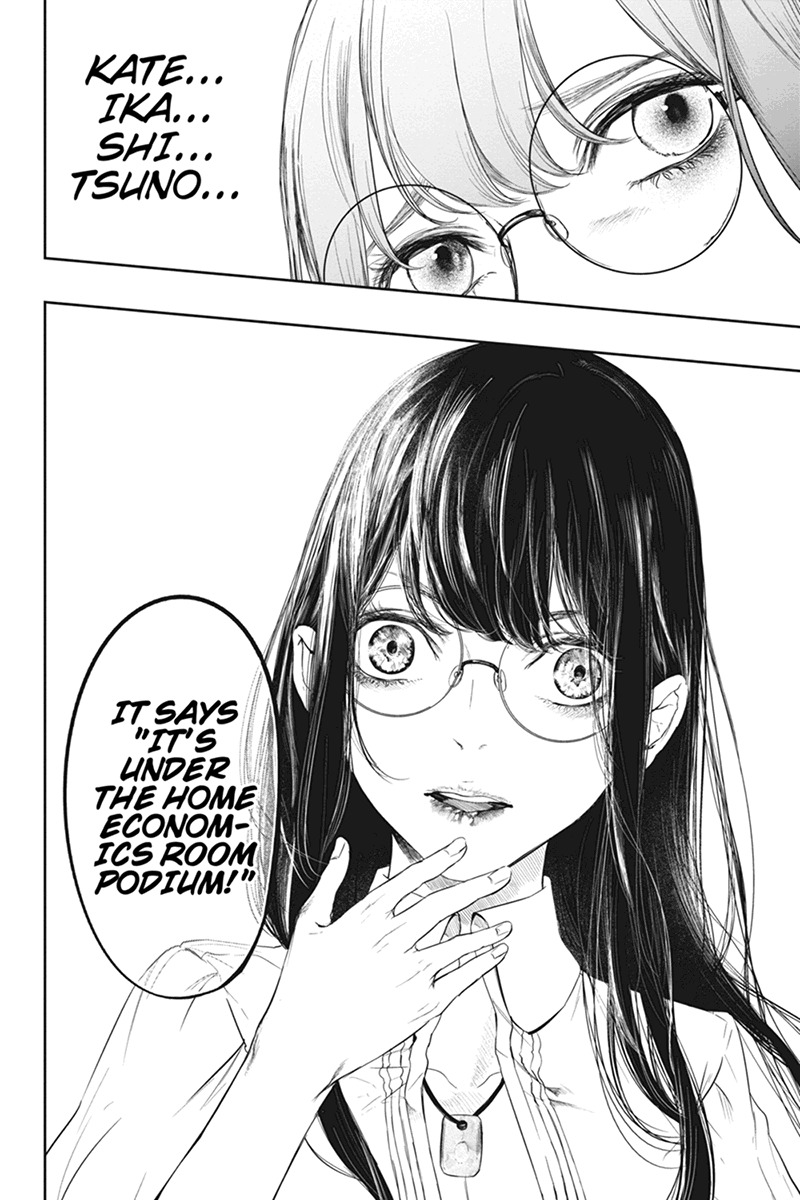 KATE...
IKA...
SHI...
TSUNO...
IT SAYS
"IT'S
UNDER
THE HOME
ECONOM-
ICS ROOM
PODIUM!"